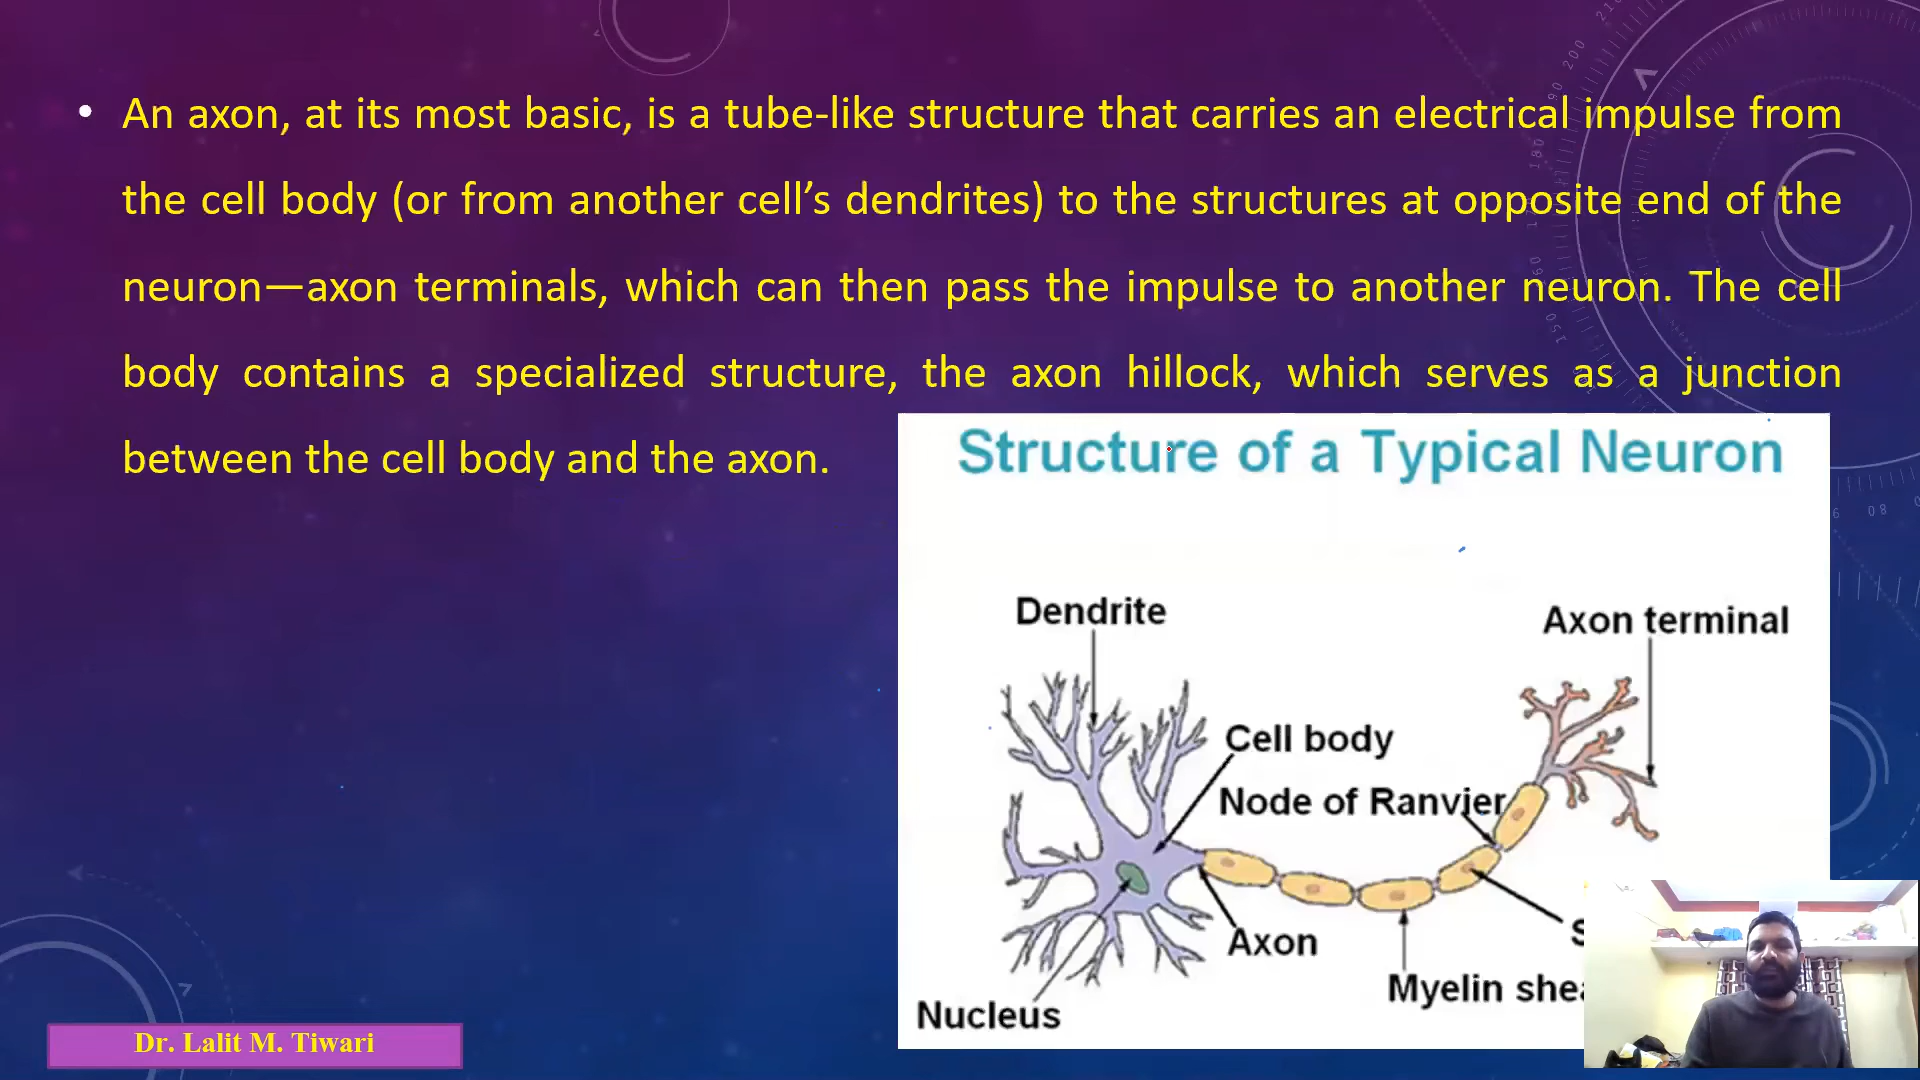 • An axon, at its most basic, is a tube-like structure that carries an electrical impulse from
the cell body (or from another cell’s dendrites) to the structures at opposite end of the
neuron—axon terminals, which can then pass the impulse to another neuron. The cell
body contains a specialized structure, the axon hillock, which serves as a junction
between the cell body and the axon.
Structure of a Typical Neuron
Dendrite
Axon terminal
Cell body
Node of Ranvier
Axon
S
Myelin shea
Nucleus
Dr. Lalit M. Tiwari